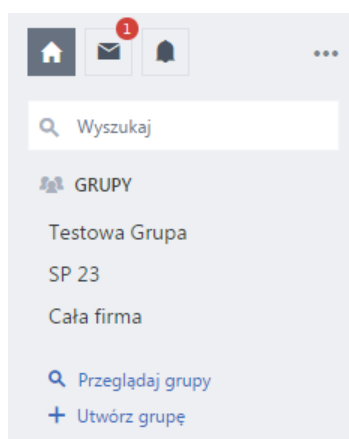 1
Wyszukaj
GRUPY
Testowa Grupa
SP 23
Cała firma
Przeglądaj grupy
Utwórz grupę